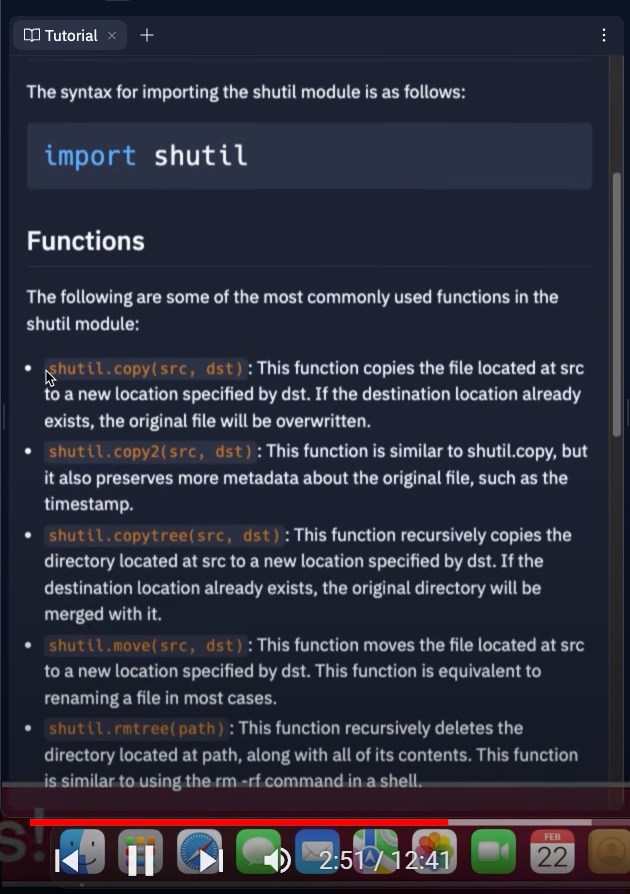 Tutorial
The syntax for importing the shutil module is as follows:
import shutil
Functions
The following are some of the most commonly used functions in the
shutil module:
shutil.copy(src, dst): This function copies the file located at src
to a new location specified by dst. If the destination location already
exists, the original file will be overwritten.
shutil.copy2(src, dst): This function is similar to shutil.copy, but
it also preserves more metadata about the original file, such as the
timestamp.
shutil.copytree(src, dst): This function recursively copies the
directory located at src to a new location specified by dst. If the
destination location already exists, the original directory will be
merged with it.
shutil.move(src, dst): This function moves the file located at src
to a new location specified by dst. This function is equivalent to
renaming a file in most cases.
shutil.rmtree(path): This function recursively deletes the
directory located at path, along with all of its contents. This function
is similar to using the rm -rf command in a shell.
s!
2:51 / 12:41
FEB
22